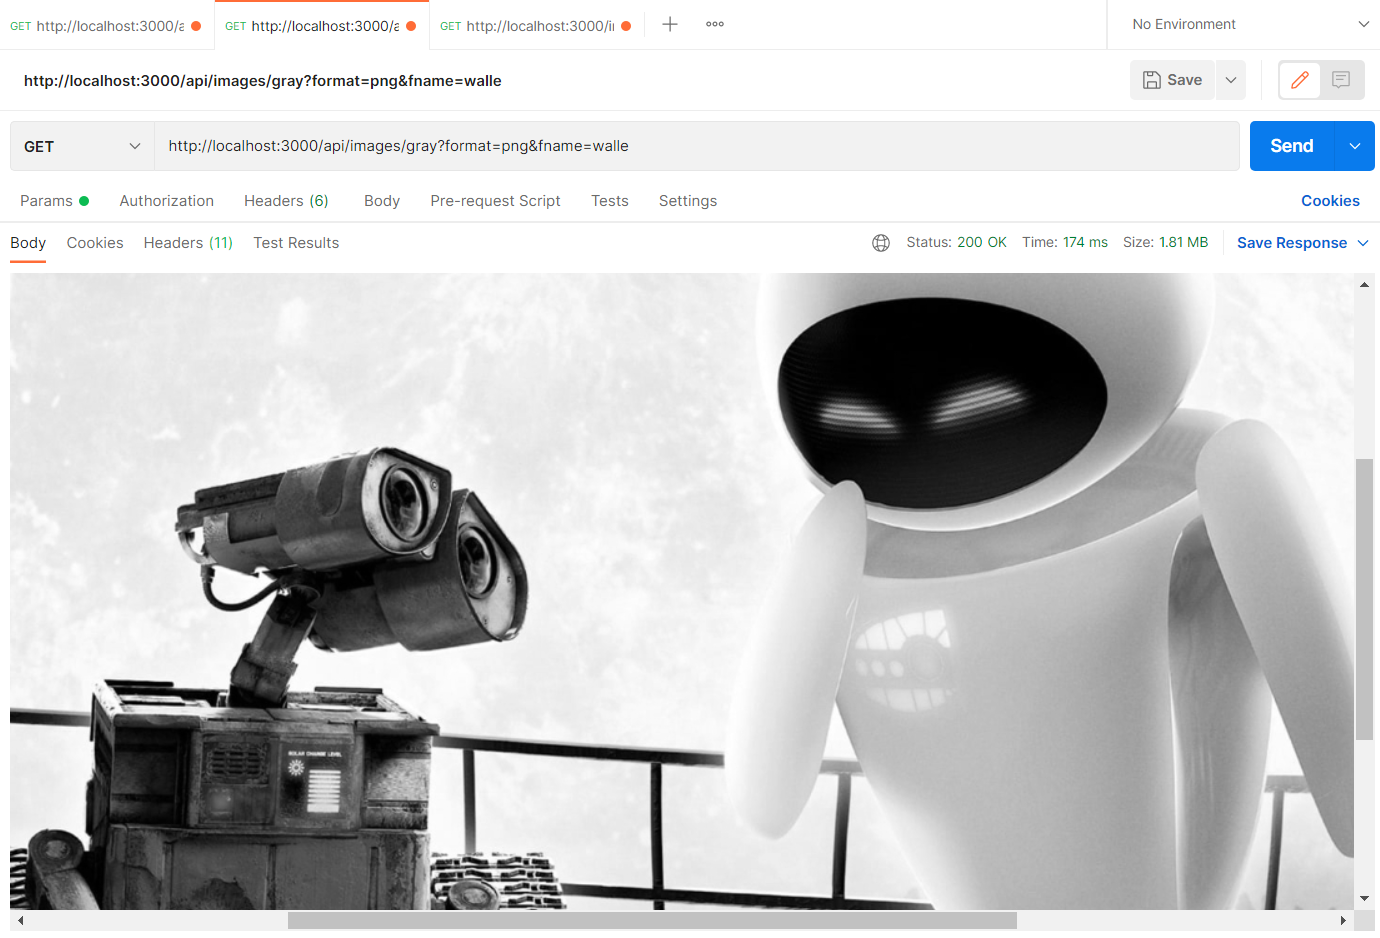 GET http://localhost:3000/a
GET http://localhost:3000/a
GET http://localhost:3000/i
No Environment
http://localhost:3000/api/images/gray?format=png&fname=walle
Save
GET
http://localhost:3000/api/images/gray?format=png&fname=walle
Send
Params
Authorization
Headers (6)
Body
Pre-request Script
Tests
Settings
Cookies
Body
Cookies
Headers (11)
Test Results
Status: 200 OK
Time: 174 ms
Size: 1.81 MB
Save Response
SOLAR CHARGE LEVEL